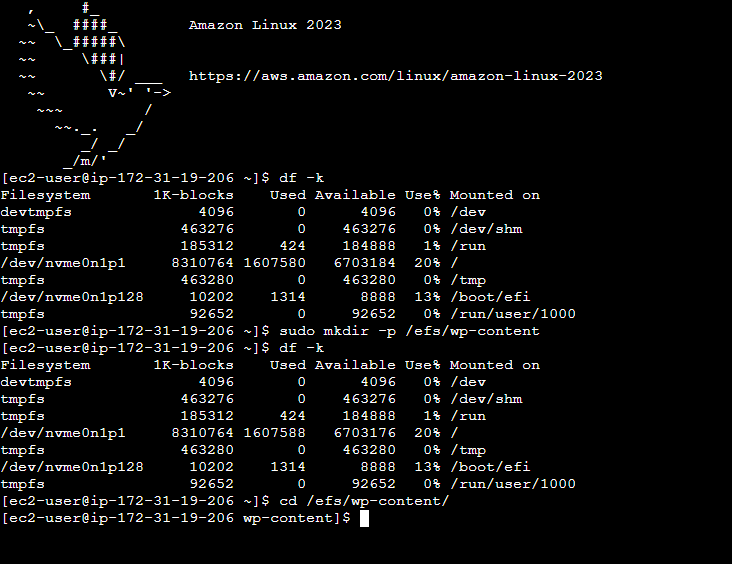 ,     #_
   ~\_  ####_        Amazon Linux 2023
  ~~  \_#####\
  ~~     \###|
  ~~       \#/ ___   https://aws.amazon.com/linux/amazon-linux-2023
   ~~       V~' '->
    ~~~         /
      ~~._.   _/
         _/ _/
       _/m/'
[ec2-user@ip-172-31-19-206 ~]$ df -k
Filesystem       1K-blocks    Used Available Use% Mounted on
devtmpfs              4096       0      4096   0% /dev
tmpfs               463276       0    463276   0% /dev/shm
tmpfs               185312     424    184888   1% /run
/dev/nvme0n1p1     8310764 1607580   6703184  20% /
tmpfs               463280       0    463280   0% /tmp
/dev/nvme0n1p128     10202    1314      8888  13% /boot/efi
tmpfs                92652       0     92652   0% /run/user/1000
[ec2-user@ip-172-31-19-206 ~]$ sudo mkdir -p /efs/wp-content
[ec2-user@ip-172-31-19-206 ~]$ df -k
Filesystem       1K-blocks    Used Available Use% Mounted on
devtmpfs              4096       0      4096   0% /dev
tmpfs               463276       0    463276   0% /dev/shm
tmpfs               185312     424    184888   1% /run
/dev/nvme0n1p1     8310764 1607588   6703176  20% /
tmpfs               463280       0    463280   0% /tmp
/dev/nvme0n1p128     10202    1314      8888  13% /boot/efi
tmpfs                92652       0     92652   0% /run/user/1000
[ec2-user@ip-172-31-19-206 ~]$ cd /efs/wp-content/
[ec2-user@ip-172-31-19-206 wp-content]$